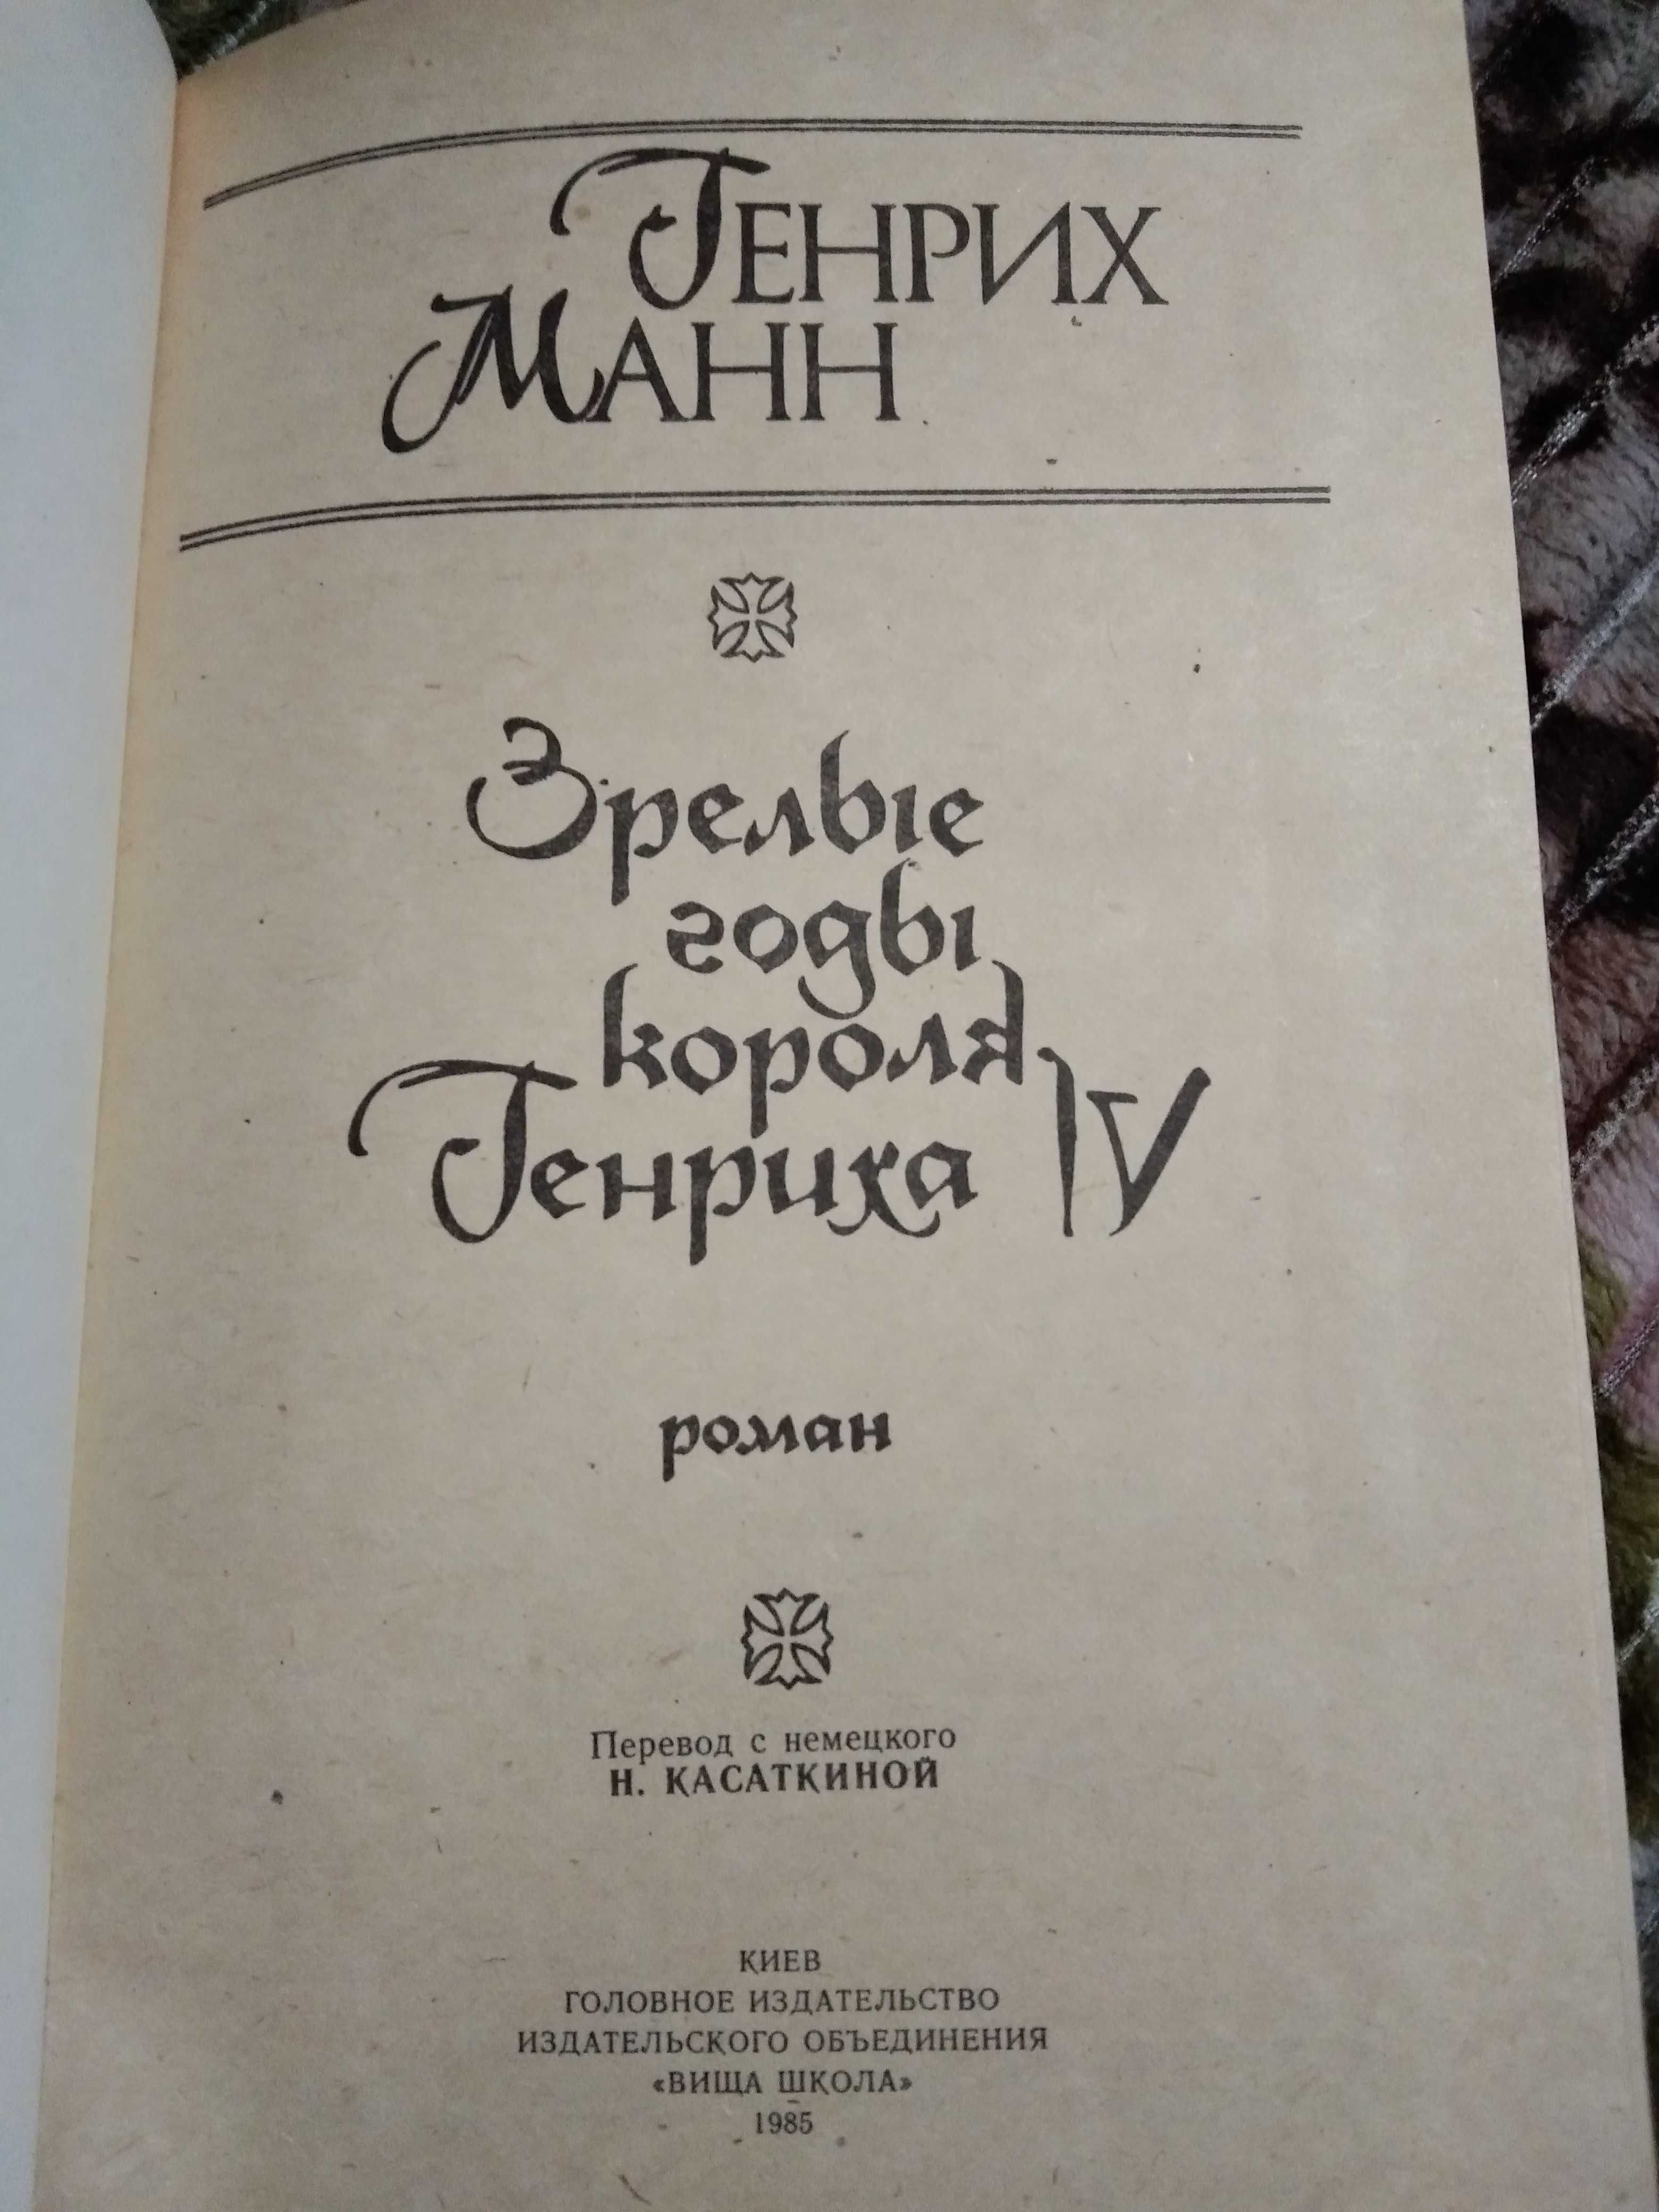 ГЕНРИХ
МАНН
Зрелые
годы
короля
Генриха IV
роман
Перевод с немецкого
Н. КАСАТКИНОЙ
КИЕВ
ГОЛОВНОЕ ИЗДАТЕЛЬСТВО
ИЗДАТЕЛЬСКОГО ОБЪЕДИНЕНИЯ
«ВИЩА ШКОЛА»
1985